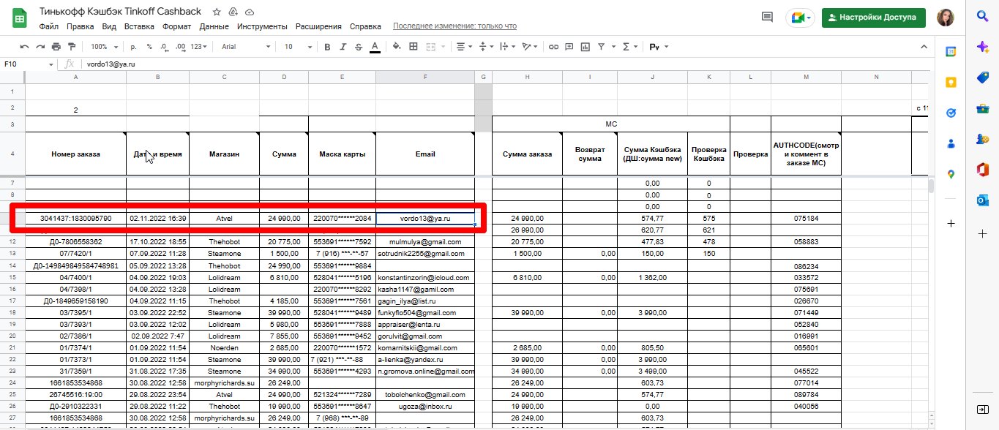 Тинькофф Кэшбэк Tinkoff Cashback
Файл Правка Вид Вставка Формат Данные Инструменты Расширения Справка Последнее изменение: только что
Настройки Доступа
100% р. % .0 .00 123 Arial 10 B I S A Pv
F10 fx vordo13@ya.ru
A B C D E F G H I J K L M N
1
2 2 с 11
3 МС
4 Номер заказа Дат и время Магазин Сумма Маска карты Email Сумма заказа Возврат сумма Сумма Кэшбэка (ДШ:сумма new) Проверка Кэшбэка Проверка AUTHCODE(смотр и коммент в заказе МС)
7 0,00 0
8 0,00 0
0,00 0
3041437:1830095790 02.11.2022 16:39 Atvel 24 990,00 220070******2084 vordo13@ya.ru 24 990,00 574,77 575 075184
26 990,00 620,77 621
12 Д0-7806558362 17.10.2022 18:55 Thehobot 20 775,00 553691******7592 mulmulya@gmail.com 20 775,00 477,83 478 058883
13 07/7420/1 07.09.2022 11:28 Steamone 1 500,00 7 (916) ***-**-57 sotrudnik2255@gmail.com 1 500,00 0,00 150,00 150
14 Д0-149849849584748981 05.09.2022 13:28 Thehobot 24 990,00 553691******9884 086234
15 04/7400/1 04.09.2022 19:03 Lolidream 6 810,00 528041******5196 konstantinzorin@icloud.com 6 810,00 0,00 1 362,00 033572
16 04/7398/1 04.09.2022 13:28 Lolidream 220070******8292 kasha1147@gamil.com 075691
17 Д0-1849659158190 04.09.2022 11:15 Thehobot 4 185,00 553691******7561 gagin_ilya@list.ru 026670
18 03/7395/1 03.09.2022 22:52 Steamone 39 990,00 528041******9489 funkyflo504@gmail.com 39 990,00 0,00 3 990,00 071449
19 03/7393/1 03.09.2022 12:02 Lolidream 5 980,00 553691******7888 appraiser@lenta.ru 052840
20 02/7386/1 02.09.2022 7:47 Lolidream 7 855,00 553691******9452 gorulvit@gmail.com 016991
21 01/7374/1 01.09.2022 11:54 Noerden 2 685,00 220070******1572 komarnitskii@gmail.com 2 685,00 0,00 805,50 065601
22 01/7373/1 01.09.2022 11:54 Steamone 39 990,00 7 (921) ***-**-88 a-lienka@yandex.ru 39 990,00 0,00 3 990,00
23 31/7359/1 31.08.2022 17:35 Steamone 34 990,00 553691******4293 n.gromova.online@gmail.com 34 990,00 0,00 3 499,00 045522
24 1661853534868 30.08.2022 12:58 morphyrichards.su 26 249,00 26 249,00 603,73 077014
25 26745516:19:00 29.08.2022 23:54 Atvel 24 990,00 521324******7289 tobolchenko@gmail.com 24 990,00 574,77 089784
26 Д0-2910322331 29.08.2022 11:22 Thehobot 19 990,00 553691******8647 ugoza@inbox.ru 19 990,00 0,00 040056
27 1661853534868 30.08.2022 12:58 morphyrichards.su 26 249,00 7 (968) ***-**-89 26 249,00 603,73